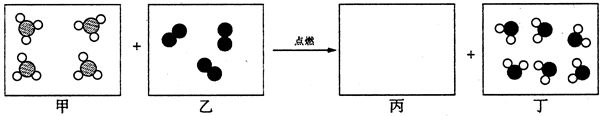 + 点燃 +
甲 乙 丙 丁